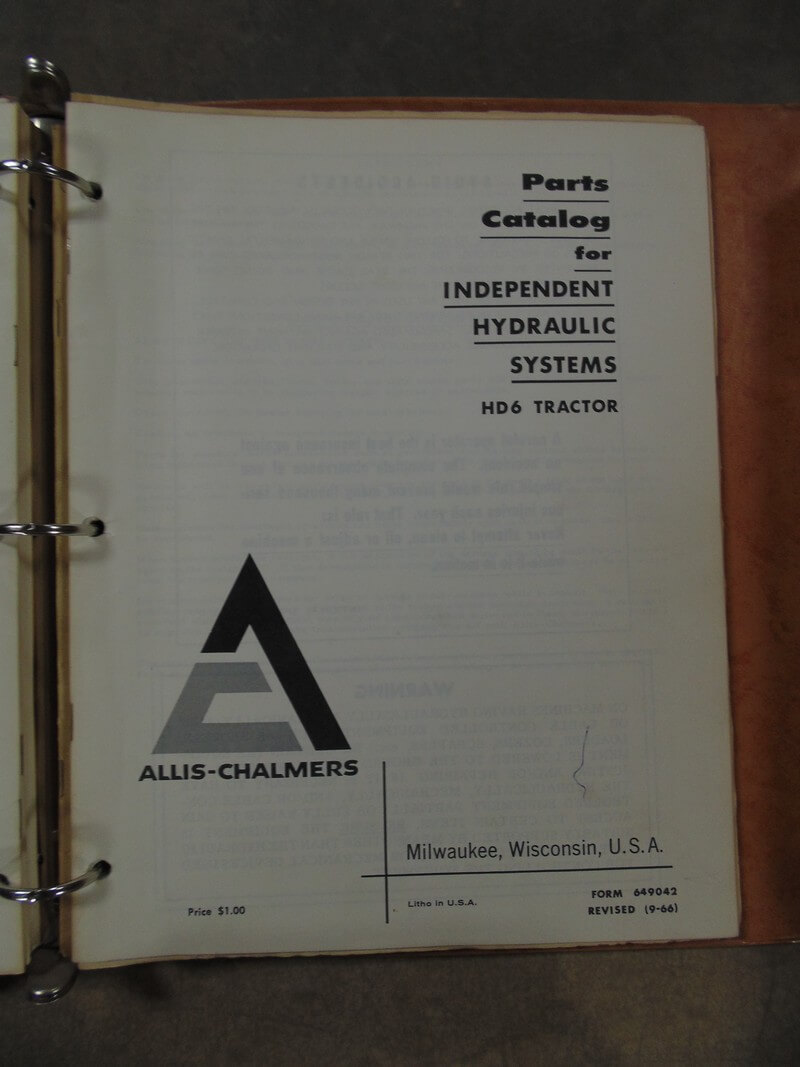 Parts
Catalog
for
INDEPENDENT
HYDRAULIC
SYSTEMS
HD6 TRACTOR
ALLIS-CHALMERS
Milwaukee, Wisconsin, U.S.A.
Price $1.00
Litho in U.S.A.
FORM 649042
REVISED (9-66)